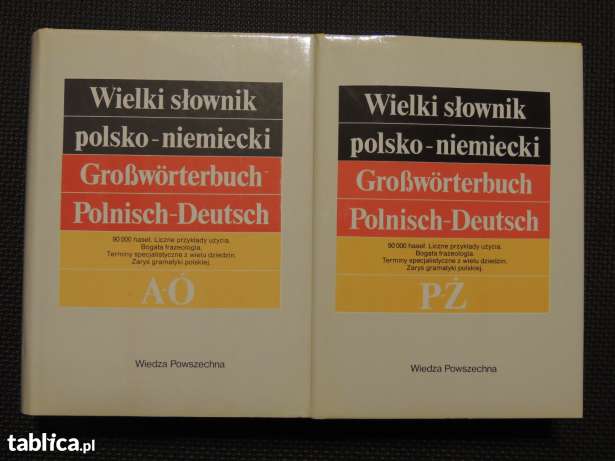 Wielki słownik
polsko-niemiecki
Großwörterbuch
Polnisch-Deutsch
90 000 haseł. Liczne przykłady użycia.
Bogata frazeologia.
Terminy specjalistyczne z wielu dziedzin.
Zarys gramatyki polskiej.
A-Ó
Wiedza Powszechna
Wielki słownik
polsko-niemiecki
Großwörterbuch
Polnisch-Deutsch
90 000 haseł. Liczne przykłady użycia.
Bogata frazeologia.
Terminy specjalistyczne z wielu dziedzin.
Zarys gramatyki polskiej.
P-Ż
Wiedza Powszechna
tablica.pl